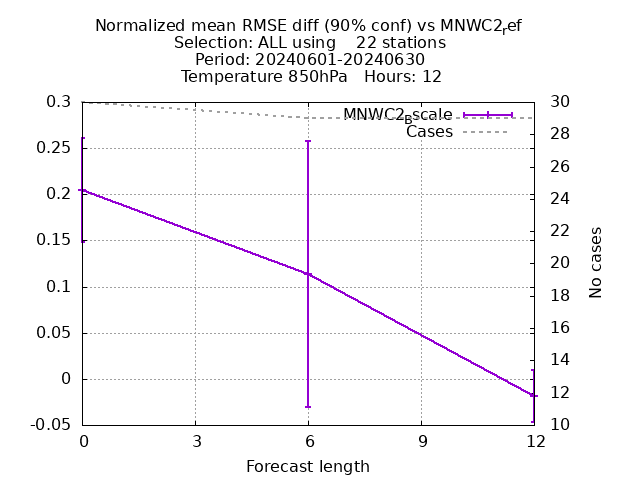 Normalized mean RMSE diff (90% conf) vs MNWC2ref
Selection: ALL using 22 stations
Period: 20240601-20240630
Temperature 850hPa Hours: 12
MNWC2Bscale
Cases
0.3
0.25
0.2
0.15
0.1
0.05
0
-0.05
30
28
26
24
22
20
18
16
14
12
10
No cases
0 3 6 9 12
Forecast length